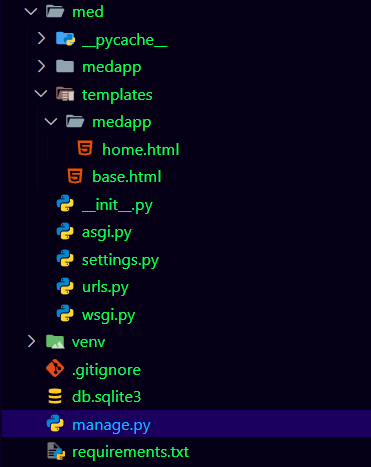 med
__pycache__
medapp
templates
medapp
home.html
base.html
__init__.py
asgi.py
settings.py
urls.py
wsgi.py
venv
.gitignore
db.sqlite3
manage.py
requirements.txt